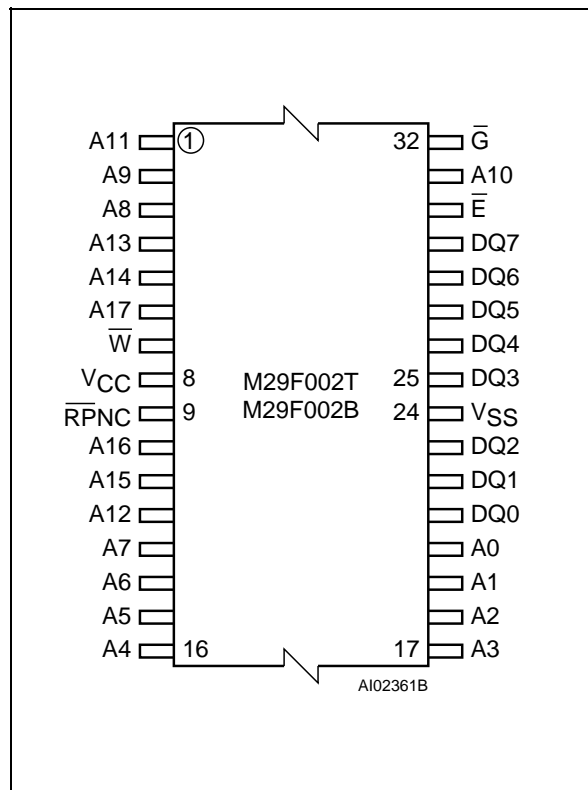 A11 1 32 G̅
A9 A10
A8 E̅
A13 DQ7
A14 DQ6
A17 DQ5
W̅ DQ4
VCC 8 M29F002T 25 DQ3
R̅P̅NC 9 M29F002B 24 VSS
A16 DQ2
A15 DQ1
A12 DQ0
A7 A0
A6 A1
A5 A2
A4 16 17 A3
AI02361B